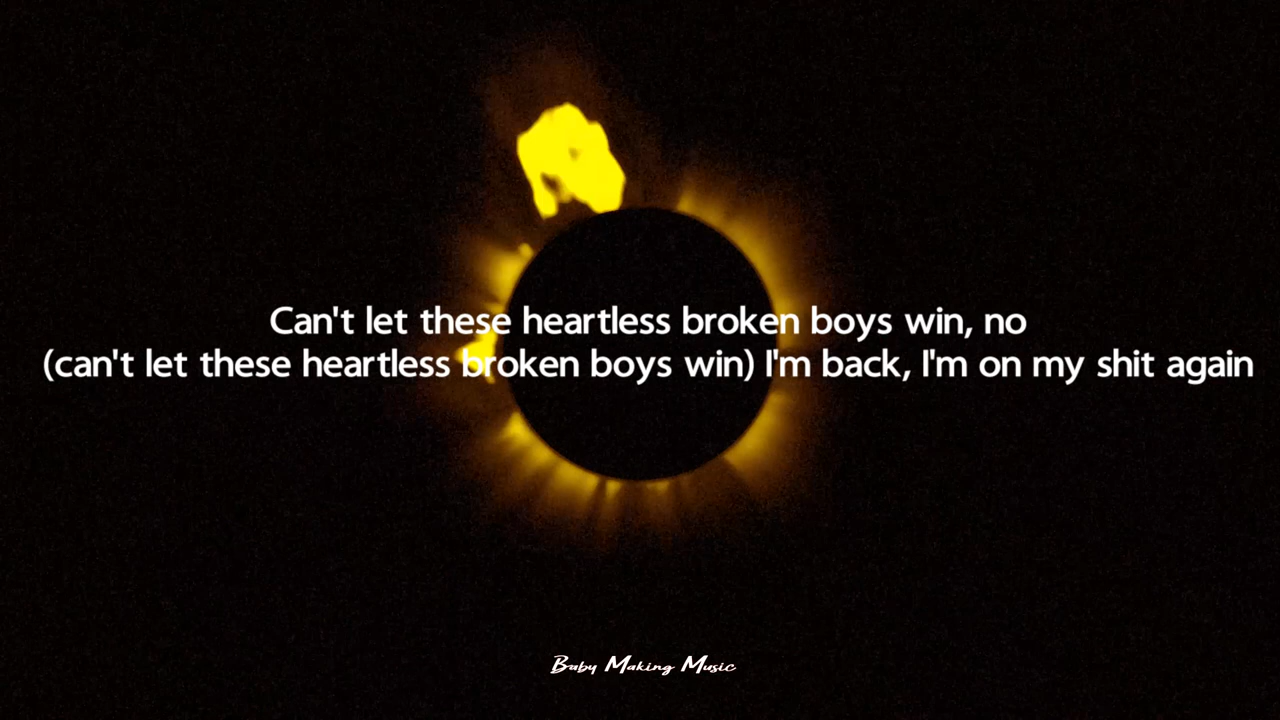 Can't let these heartless broken boys win, no
(can't let these heartless broken boys win) I'm back, I'm on my shit again
Baby Making Music